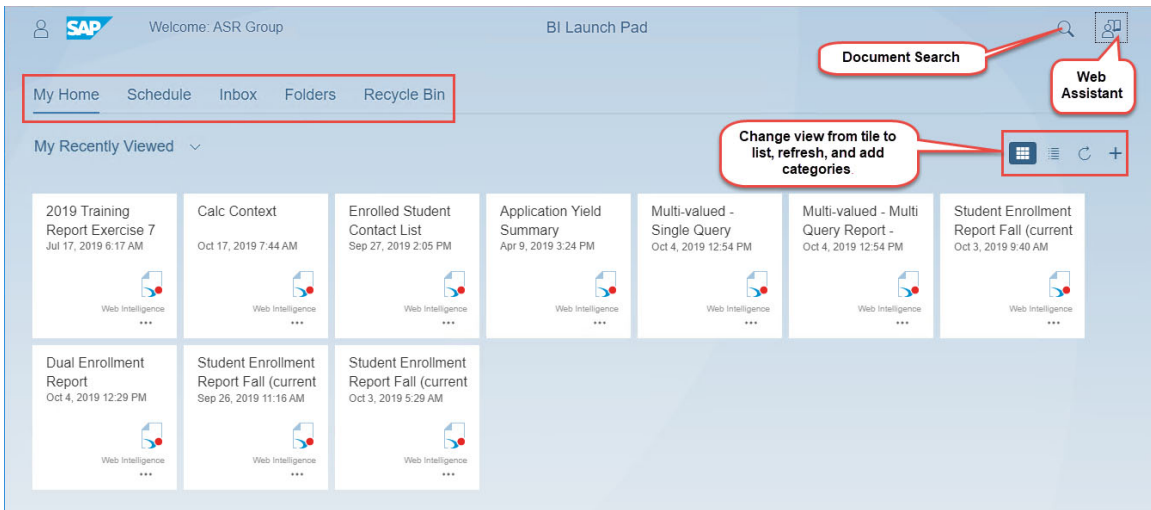 SAP Welcome: ASR Group BI Launch Pad
Document Search
Web
Assistant
My Home Schedule Inbox Folders Recycle Bin
My Recently Viewed
Change view from tile to
list, refresh, and add
categories.
2019 Training
Report Exercise 7
Jul 17, 2019 6:17 AM
Web Intelligence
Calc Context
Oct 17, 2019 7:44 AM
Web Intelligence
Enrolled Student
Contact List
Sep 27, 2019 2:05 PM
Web Intelligence
Application Yield
Summary
Apr 9, 2019 3:24 PM
Web Intelligence
Multi-valued -
Single Query
Oct 4, 2019 12:54 PM
Web Intelligence
Multi-valued - Multi
Query Report -
Oct 4, 2019 12:54 PM
Web Intelligence
Student Enrollment
Report Fall (current
Oct 3, 2019 9:40 AM
Web Intelligence
Dual Enrollment
Report
Oct 4, 2019 12:29 PM
Web Intelligence
Student Enrollment
Report Fall (current
Sep 26, 2019 11:16 AM
Web Intelligence
Student Enrollment
Report Fall (current
Oct 3, 2019 5:29 AM
Web Intelligence